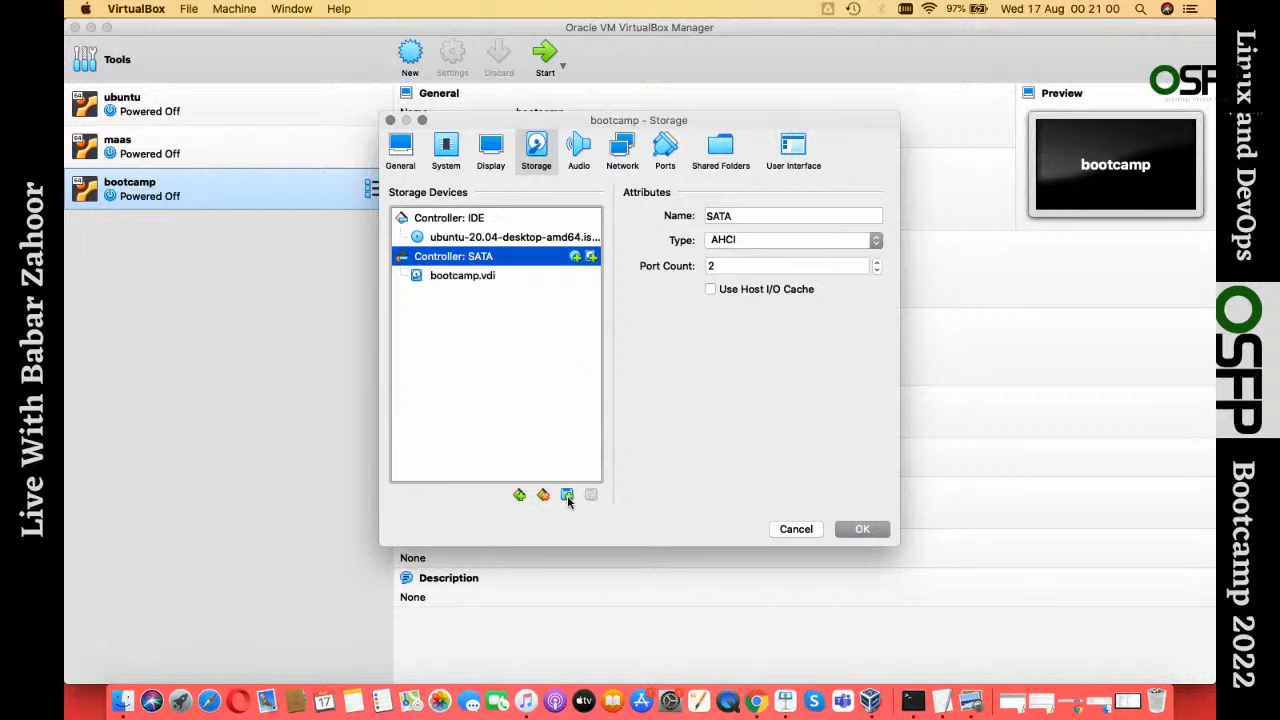 VirtualBox File Machine Window Help
97% Wed 17 Aug 00 21 00
Oracle VM VirtualBox Manager
Tools
New Settings Discard Start
ubuntu
Powered Off
maas
Powered Off
bootcamp
Powered Off
General
Preview
bootcamp
bootcamp - Storage
General System Display Storage Audio Network Ports Shared Folders User Interface
Storage Devices
Controller: IDE
ubuntu-20.04-desktop-amd64.is...
Controller: SATA
bootcamp.vdi
Attributes
Name: SATA
Type: AHCI
Port Count: 2
Use Host I/O Cache
Cancel OK
None
Description
None
17
Live With Babar Zahoor
OSFP
Linux and DevOps
OSFP
Bootcamp 2022